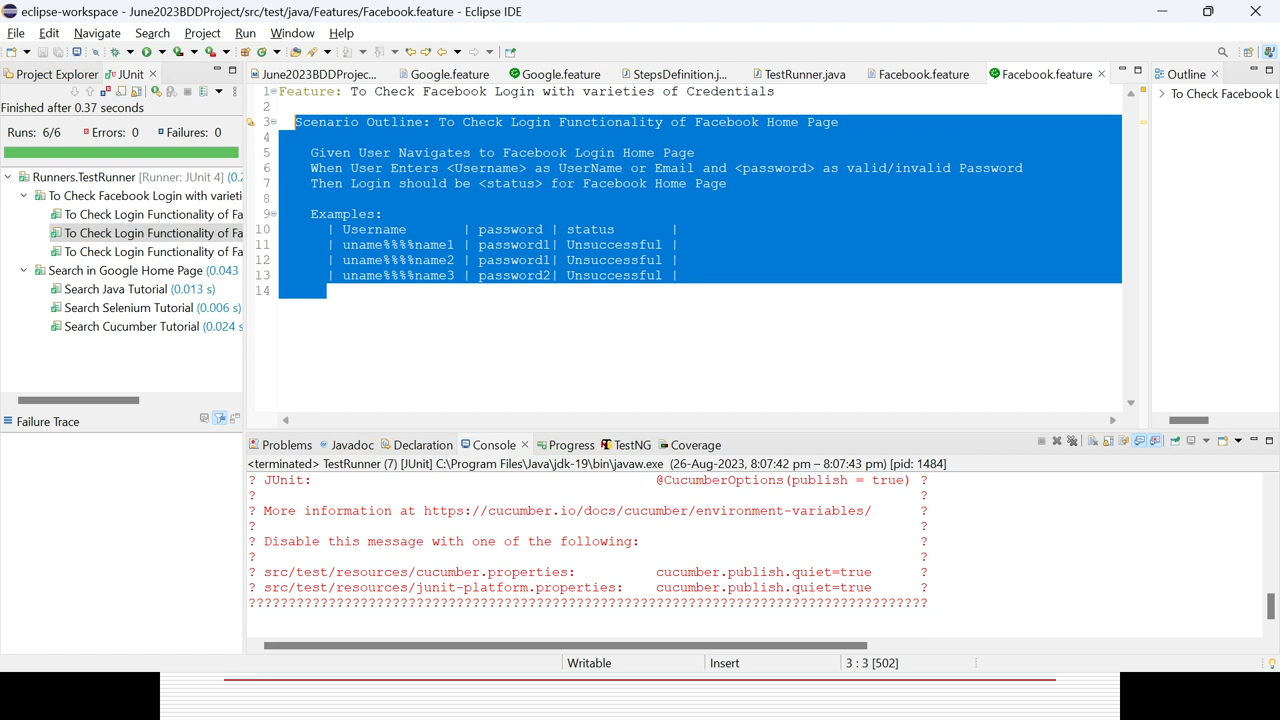 eclipse-workspace - June2023BDDProject/src/test/java/Features/Facebook.feature - Eclipse IDE
File Edit Navigate Search Project Run Window Help
Project Explorer JUnit
June2023BDDProjec... Google.feature Google.feature StepsDefinition.j... TestRunner.java Facebook.feature Facebook.feature
Outline
Finished after 0.37 seconds
Runs: 6/6 Errors: 0 Failures: 0
Runners.TestRunner [Runner: JUnit 4] (0.2
To Check Facebook Login with varieti
To Check Login Functionality of Fa
To Check Login Functionality of Fa
To Check Login Functionality of Fa
Search in Google Home Page (0.043
Search Java Tutorial (0.013 s)
Search Selenium Tutorial (0.006 s)
Search Cucumber Tutorial (0.024 s
Failure Trace
1 Feature: To Check Facebook Login with varieties of Credentials
2
3 Scenario Outline: To Check Login Functionality of Facebook Home Page
4
5 Given User Navigates to Facebook Login Home Page
6 When User Enters <Username> as UserName or Email and <password> as valid/invalid Password
7 Then Login should be <status> for Facebook Home Page
8
9 Examples:
10 | Username | password | status |
11 | uname%%%%name1 | password1| Unsuccessful |
12 | uname%%%%name2 | password1| Unsuccessful |
13 | uname%%%%name3 | password2| Unsuccessful |
14
To Check Facebook L
Problems Javadoc Declaration Console Progress TestNG Coverage
<terminated> TestRunner (7) [JUnit] C:\Program Files\Java\jdk-19\bin\javaw.exe (26-Aug-2023, 8:07:42 pm – 8:07:43 pm) [pid: 1484]
? JUnit: @CucumberOptions(publish = true) ?
? ?
? More information at https://cucumber.io/docs/cucumber/environment-variables/ ?
? ?
? Disable this message with one of the following: ?
? ?
? src/test/resources/cucumber.properties: cucumber.publish.quiet=true ?
? src/test/resources/junit-platform.properties: cucumber.publish.quiet=true ?
?????????????????????????????????????????????????????????????????????????????????????
Writable Insert 3 : 3 [502]